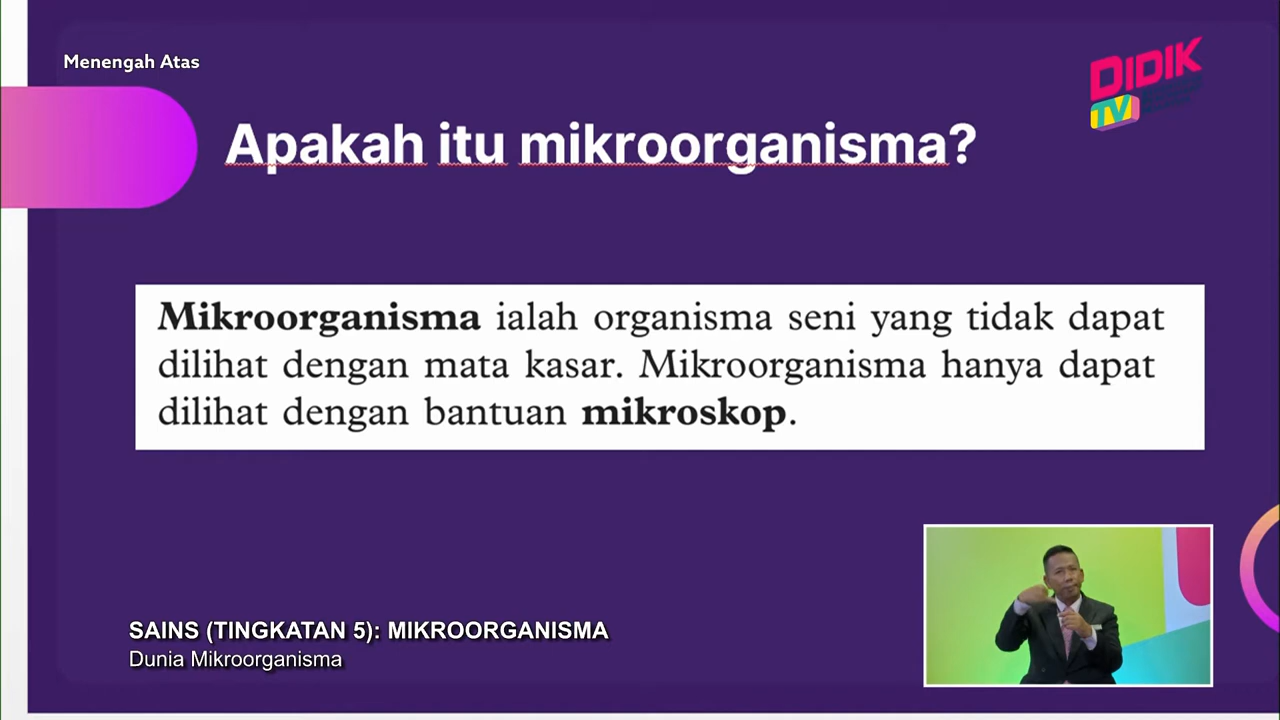 Menengah Atas
DIDIK
TV
Apakah itu mikroorganisma?
Mikroorganisma ialah organisma seni yang tidak dapat
dilihat dengan mata kasar. Mikroorganisma hanya dapat
dilihat dengan bantuan mikroskop.
SAINS (TINGKATAN 5): MIKROORGANISMA
Dunia Mikroorganisma